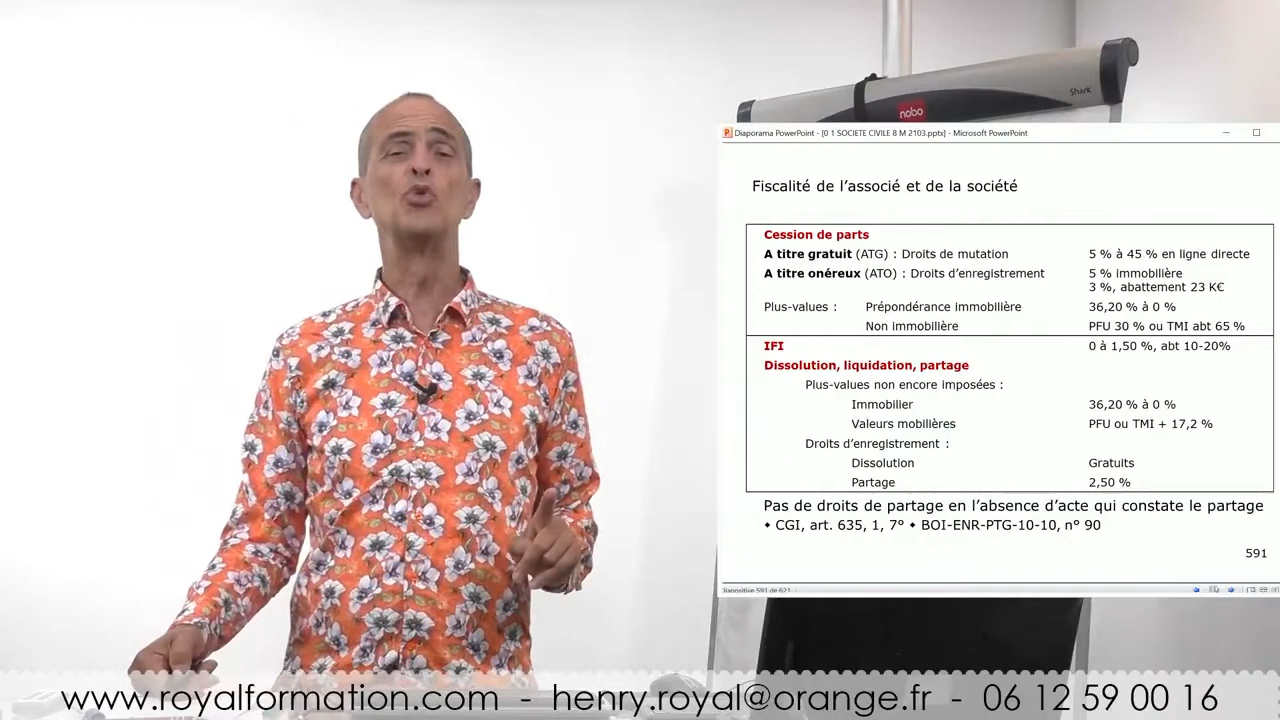 Shark
nobo
Diaporama PowerPoint - [0 1 SOCIETE CIVILE 8 M 2103.pptx] - Microsoft PowerPoint
Fiscalité de l’associé et de la société
Cession de parts
A titre gratuit (ATG) : Droits de mutation 5 % à 45 % en ligne directe
A titre onéreux (ATO) : Droits d’enregistrement 5 % immobilière
3 %, abattement 23 K€
Plus-values : Prépondérance immobilière 36,20 % à 0 %
Non immobilière PFU 30 % ou TMI abt 65 %
IFI 0 à 1,50 %, abt 10-20%
Dissolution, liquidation, partage
Plus-values non encore imposées :
Immobilier 36,20 % à 0 %
Valeurs mobilières PFU ou TMI + 17,2 %
Droits d’enregistrement :
Dissolution Gratuits
Partage 2,50 %
Pas de droits de partage en l’absence d’acte qui constate le partage
⬥ CGI, art. 635, 1, 7° ⬥ BOI-ENR-PTG-10-10, n° 90
591
Diapositive 591 de 621
www.royalformation.com - henry.royal@orange.fr - 06 12 59 00 16